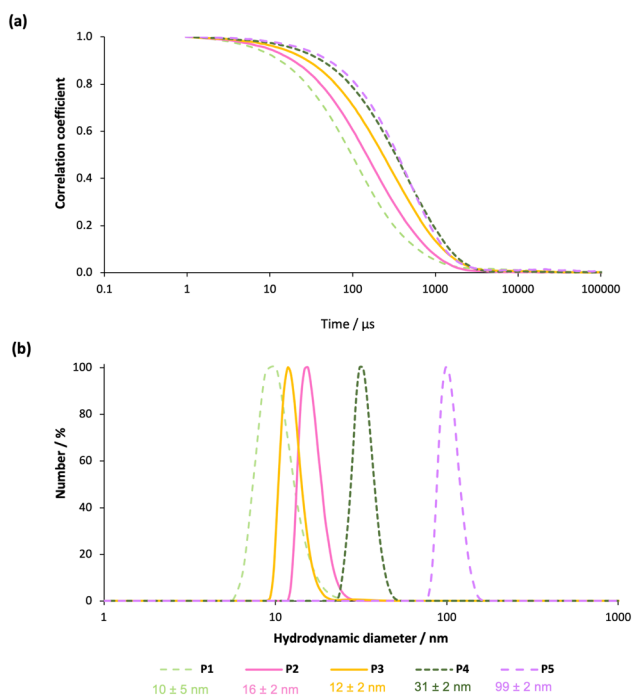 (a)
1.0
0.8
0.6
0.4
0.2
0.0
Correlation coefficient
0.1 1 10 100 1000 10000 100000
Time / µs
(b)
100
80
60
40
20
0
Number / %
1 10 100 1000
Hydrodynamic diameter / nm
P1 P2 P3 P4 P5
10 ± 5 nm 16 ± 2 nm 12 ± 2 nm 31 ± 2 nm 99 ± 2 nm